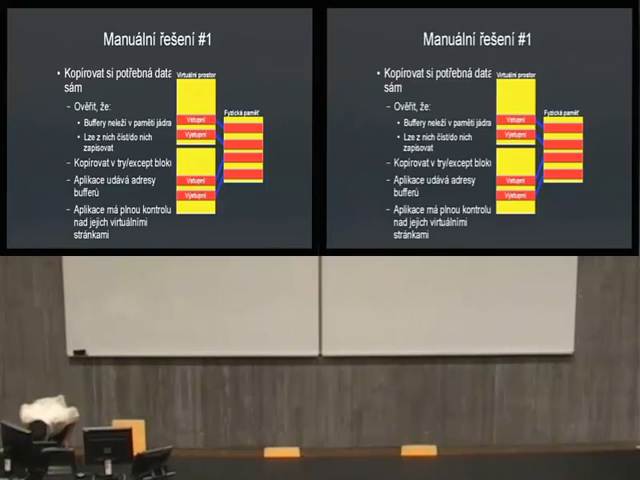 Manuální řešení #1
• Kopírovat si potřebná data
sám
– Ověřit, že:
• Buffery neleží v paměti jádra
• Lze z nich číst/do nich
zapisovat
– Kopírovat v try/except bloku
– Aplikace udává adresy
bufferů
– Aplikace má plnou kontrolu
nad jejich virtuálními
stránkami
Virtuální prostor
Vstupní
Výstupní
Vstupní
Výstupní
Fyzická paměť
Manuální řešení #1
• Kopírovat si potřebná data
sám
– Ověřit, že:
• Buffery neleží v paměti jádra
• Lze z nich číst/do nich
zapisovat
– Kopírovat v try/except bloku
– Aplikace udává adresy
bufferů
– Aplikace má plnou kontrolu
nad jejich virtuálními
stránkami
Virtuální prostor
Vstupní
Výstupní
Vstupní
Výstupní
Fyzická paměť